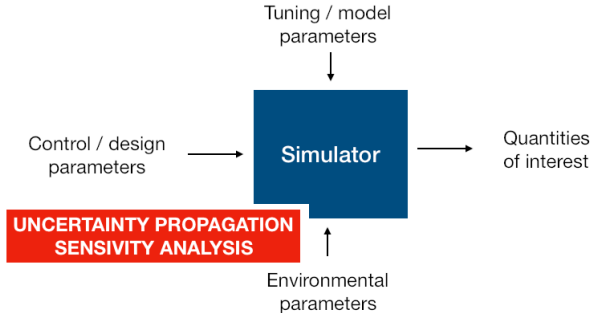 Tuning / model
parameters
Control / design
parameters
Simulator
Quantities
of interest
UNCERTAINTY PROPAGATION
SENSIVITY ANALYSIS
Environmental
parameters